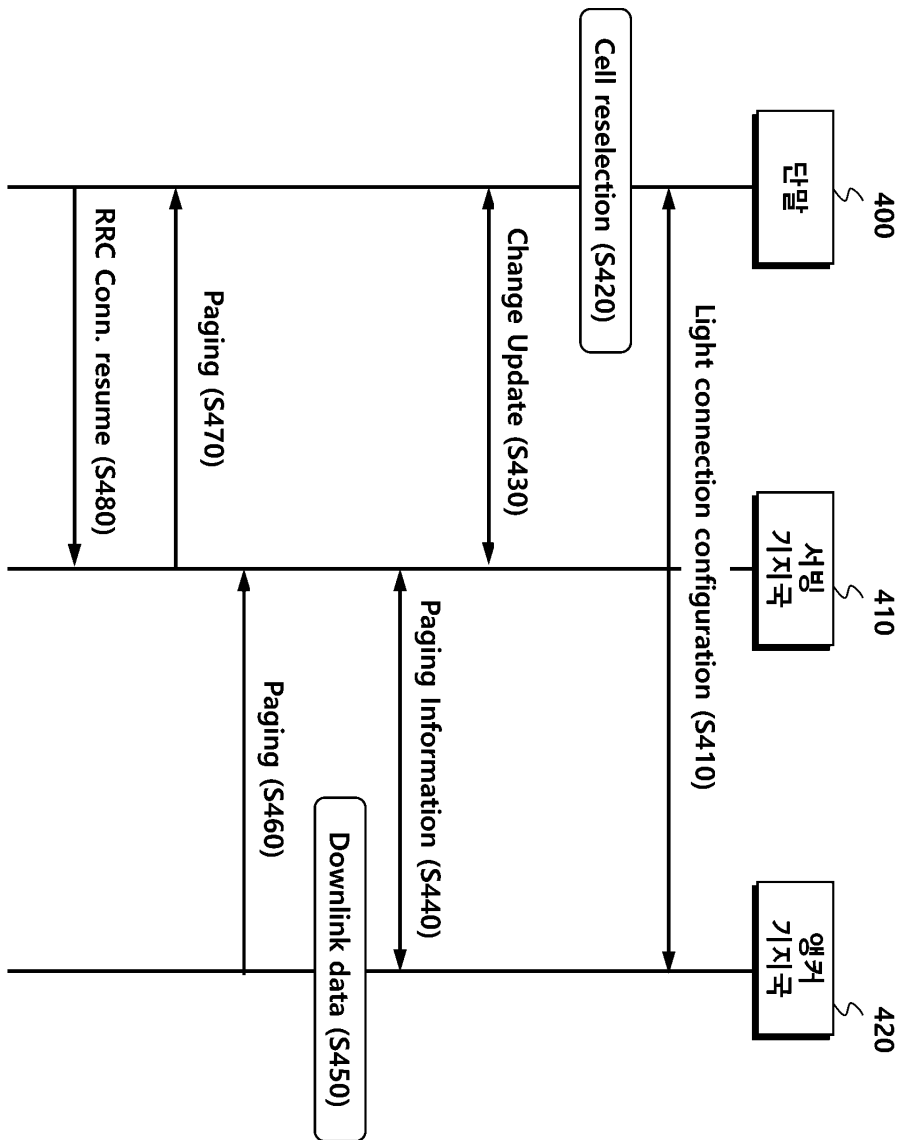 400
410
420
단말
서빙
기지국
앵커
기지국
Light connection configuration (S410)
Cell reselection (S420)
Change Update (S430)
Paging Information (S440)
Downlink data (S450)
Paging (S460)
Paging (S470)
RRC Conn. resume (S480)